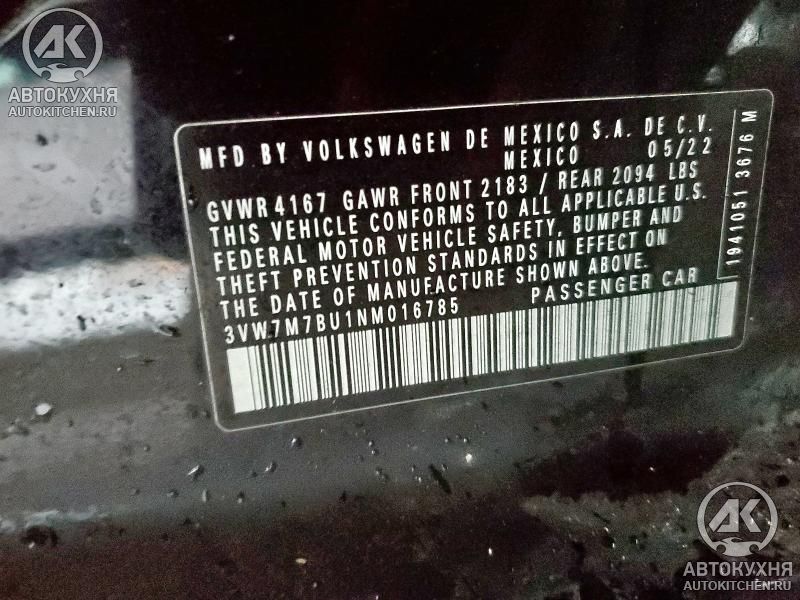 AK
АВТОКУХНЯ
AUTOKITCHEN.RU
MFD BY VOLKSWAGEN DE MEXICO S.A. DE C.V.
MEXICO 05/22
GVWR 4167 GAWR FRONT 2183 / REAR 2094 LBS
THIS VEHICLE CONFORMS TO ALL APPLICABLE U.S.
FEDERAL MOTOR VEHICLE SAFETY, BUMPER AND
THEFT PREVENTION STANDARDS IN EFFECT ON
THE DATE OF MANUFACTURE SHOWN ABOVE.
3VW7M7BU1NM016785 PASSENGER CAR
1941051 3676 M
AK
АВТОКУХНЯ
AUTOKITCHEN.RU